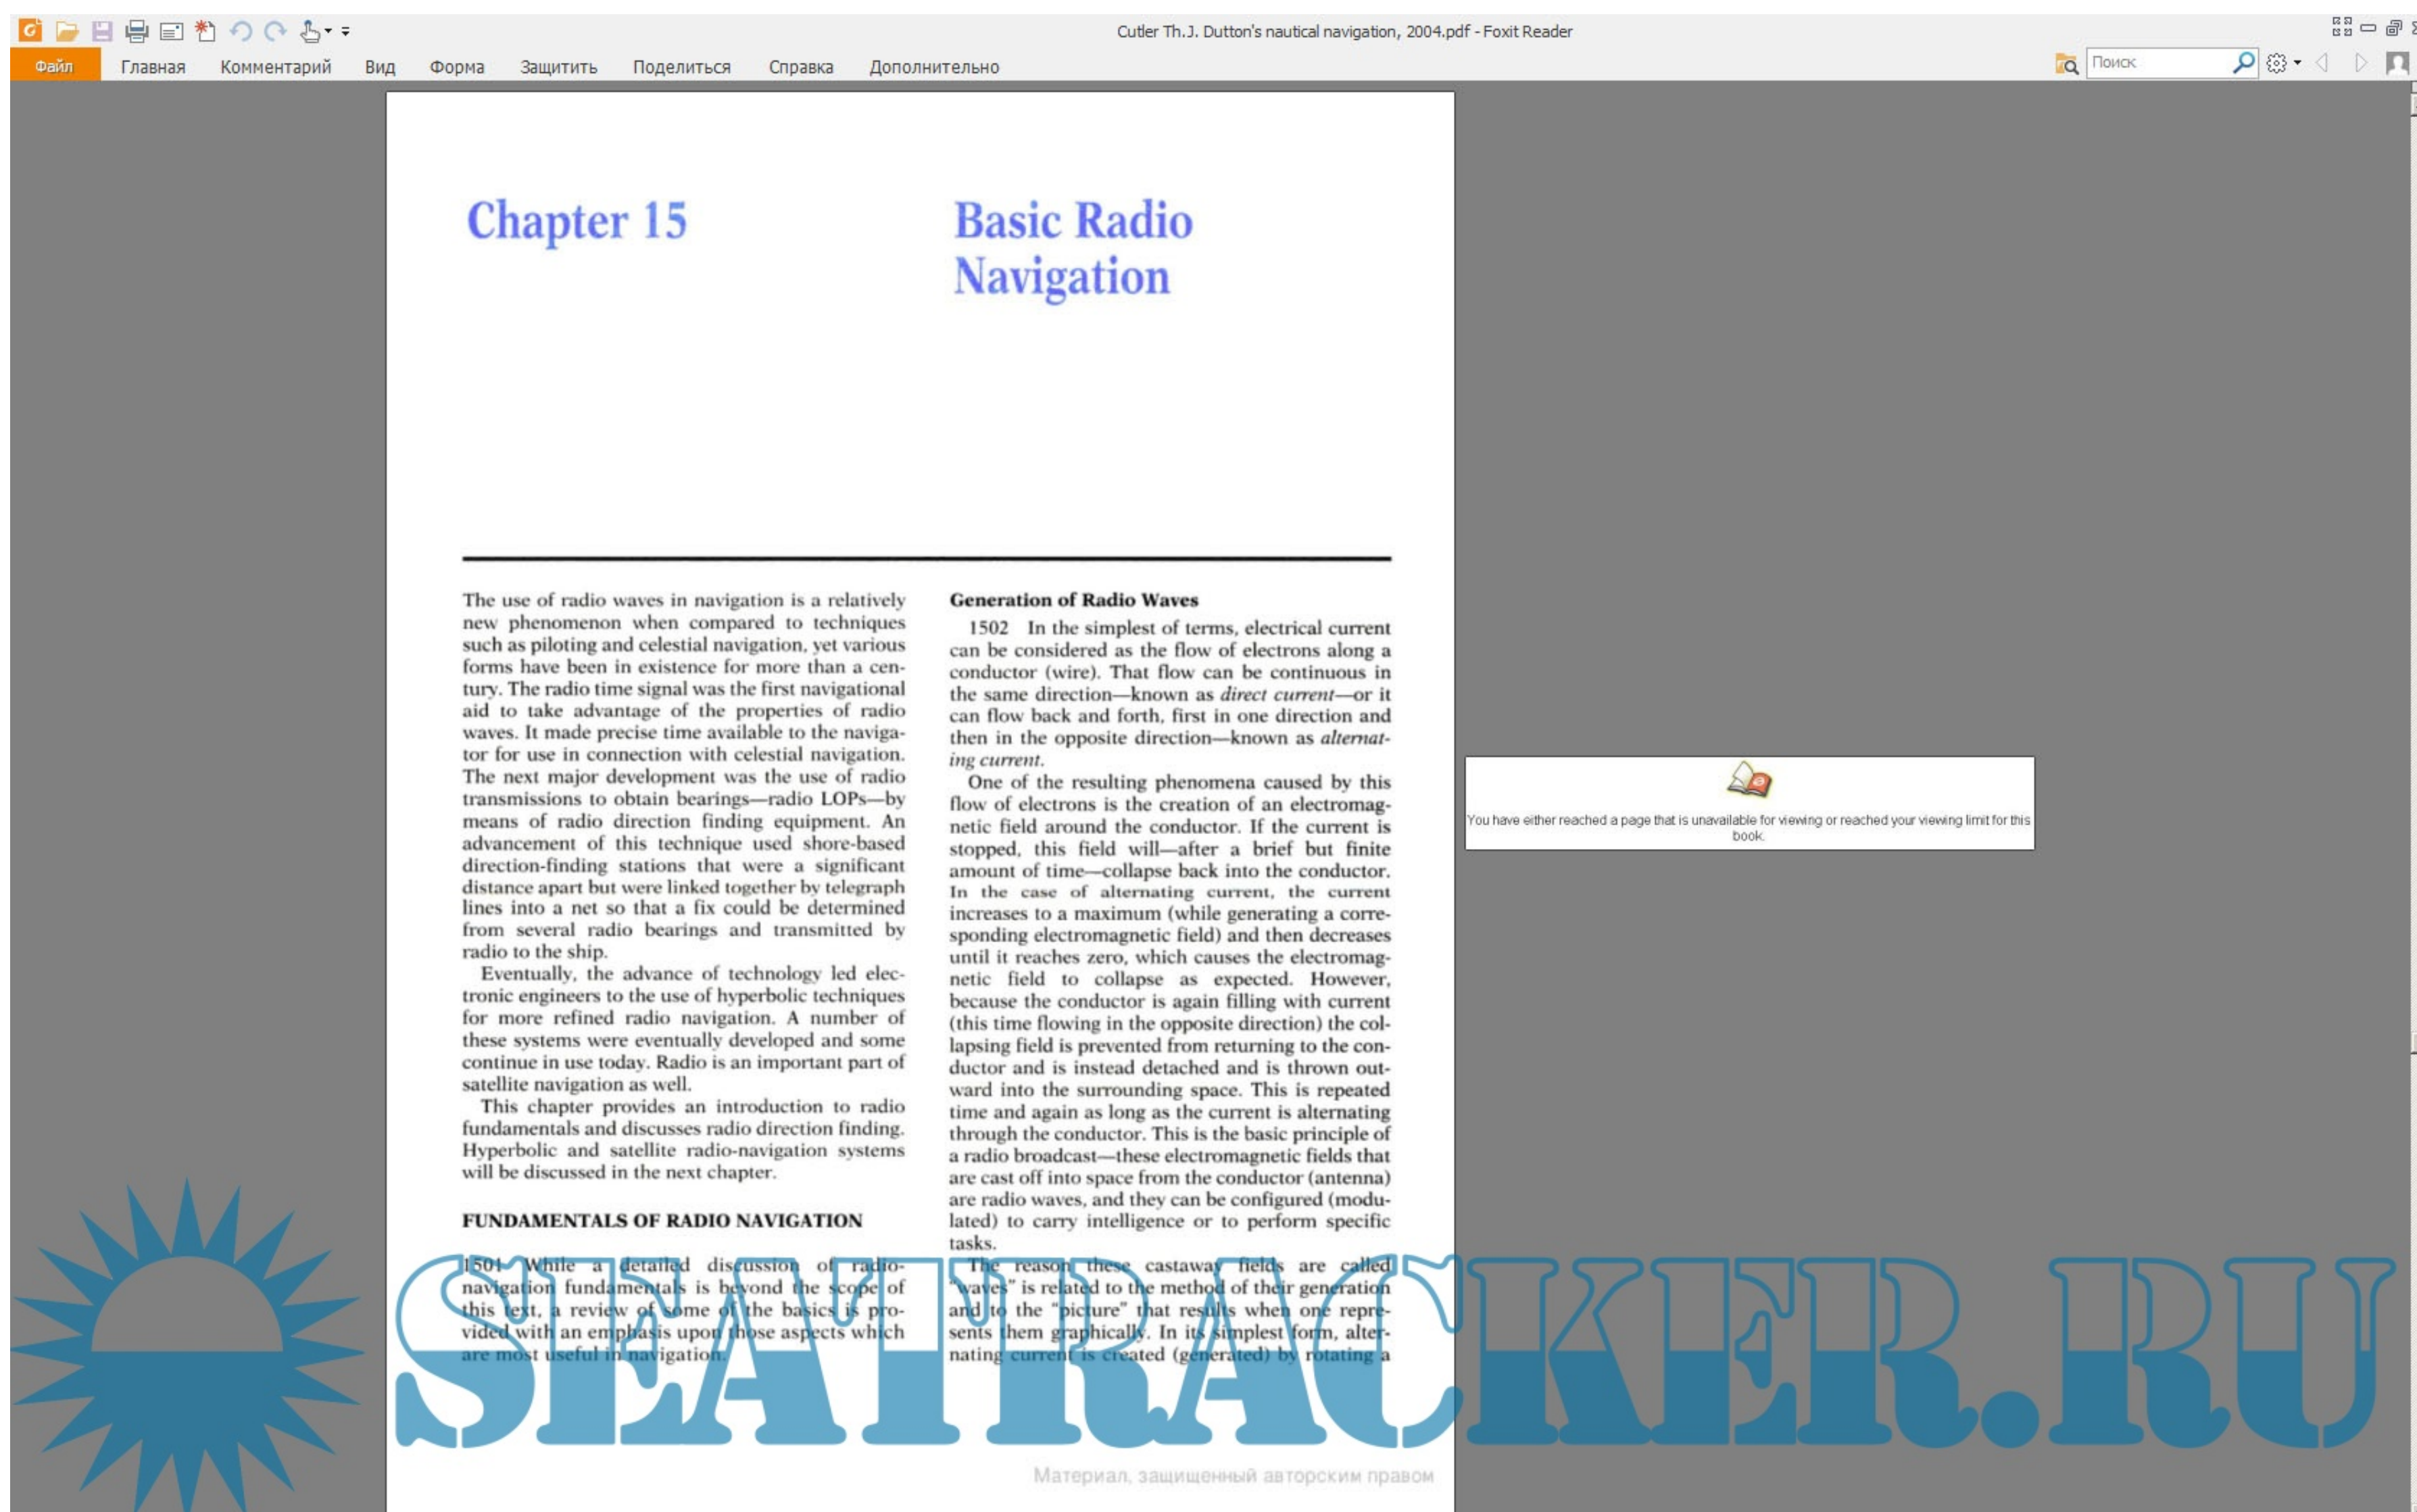 Cutler Th.J. Dutton's nautical navigation, 2004.pdf - Foxit Reader
Файл Главная Комментарий Вид Форма Защитить Поделиться Справка Дополнительно
Поиск
Chapter 15
Basic Radio
Navigation
The use of radio waves in navigation is a relatively
new phenomenon when compared to techniques
such as piloting and celestial navigation, yet various
forms have been in existence for more than a cen-
tury. The radio time signal was the first navigational
aid to take advantage of the properties of radio
waves. It made precise time available to the naviga-
tor for use in connection with celestial navigation.
The next major development was the use of radio
transmissions to obtain bearings—radio LOPs—by
means of radio direction finding equipment. An
advancement of this technique used shore-based
direction-finding stations that were a significant
distance apart but were linked together by telegraph
lines into a net so that a fix could be determined
from several radio bearings and transmitted by
radio to the ship.
Eventually, the advance of technology led elec-
tronic engineers to the use of hyperbolic techniques
for more refined radio navigation. A number of
these systems were eventually developed and some
continue in use today. Radio is an important part of
satellite navigation as well.
This chapter provides an introduction to radio
fundamentals and discusses radio direction finding.
Hyperbolic and satellite radio-navigation systems
will be discussed in the next chapter.
FUNDAMENTALS OF RADIO NAVIGATION
1501 While a detailed discussion of radio-
navigation fundamentals is beyond the scope of
this text, a review of some of the basics is pro-
vided with an emphasis upon those aspects which
are most useful in navigation.
Generation of Radio Waves
1502 In the simplest of terms, electrical current
can be considered as the flow of electrons along a
conductor (wire). That flow can be continuous in
the same direction—known as direct current—or it
can flow back and forth, first in one direction and
then in the opposite direction—known as alternat-
ing current.
One of the resulting phenomena caused by this
flow of electrons is the creation of an electromag-
netic field around the conductor. If the current is
stopped, this field will—after a brief but finite
amount of time—collapse back into the conductor.
In the case of alternating current, the current
increases to a maximum (while generating a corre-
sponding electromagnetic field) and then decreases
until it reaches zero, which causes the electromag-
netic field to collapse as expected. However,
because the conductor is again filling with current
(this time flowing in the opposite direction) the col-
lapsing field is prevented from returning to the con-
ductor and is instead detached and is thrown out-
ward into the surrounding space. This is repeated
time and again as long as the current is alternating
through the conductor. This is the basic principle of
a radio broadcast—these electromagnetic fields that
are cast off into space from the conductor (antenna)
are radio waves, and they can be configured (modu-
lated) to carry intelligence or to perform specific
tasks.
The reason these castaway fields are called
"waves" is related to the method of their generation
and to the "picture" that results when one repre-
sents them graphically. In its simplest form, alter-
nating current is created (generated) by rotating a
You have either reached a page that is unavailable for viewing or reached your viewing limit for this
book.
SEATRACKER.RU
Материал, защищенный авторским правом